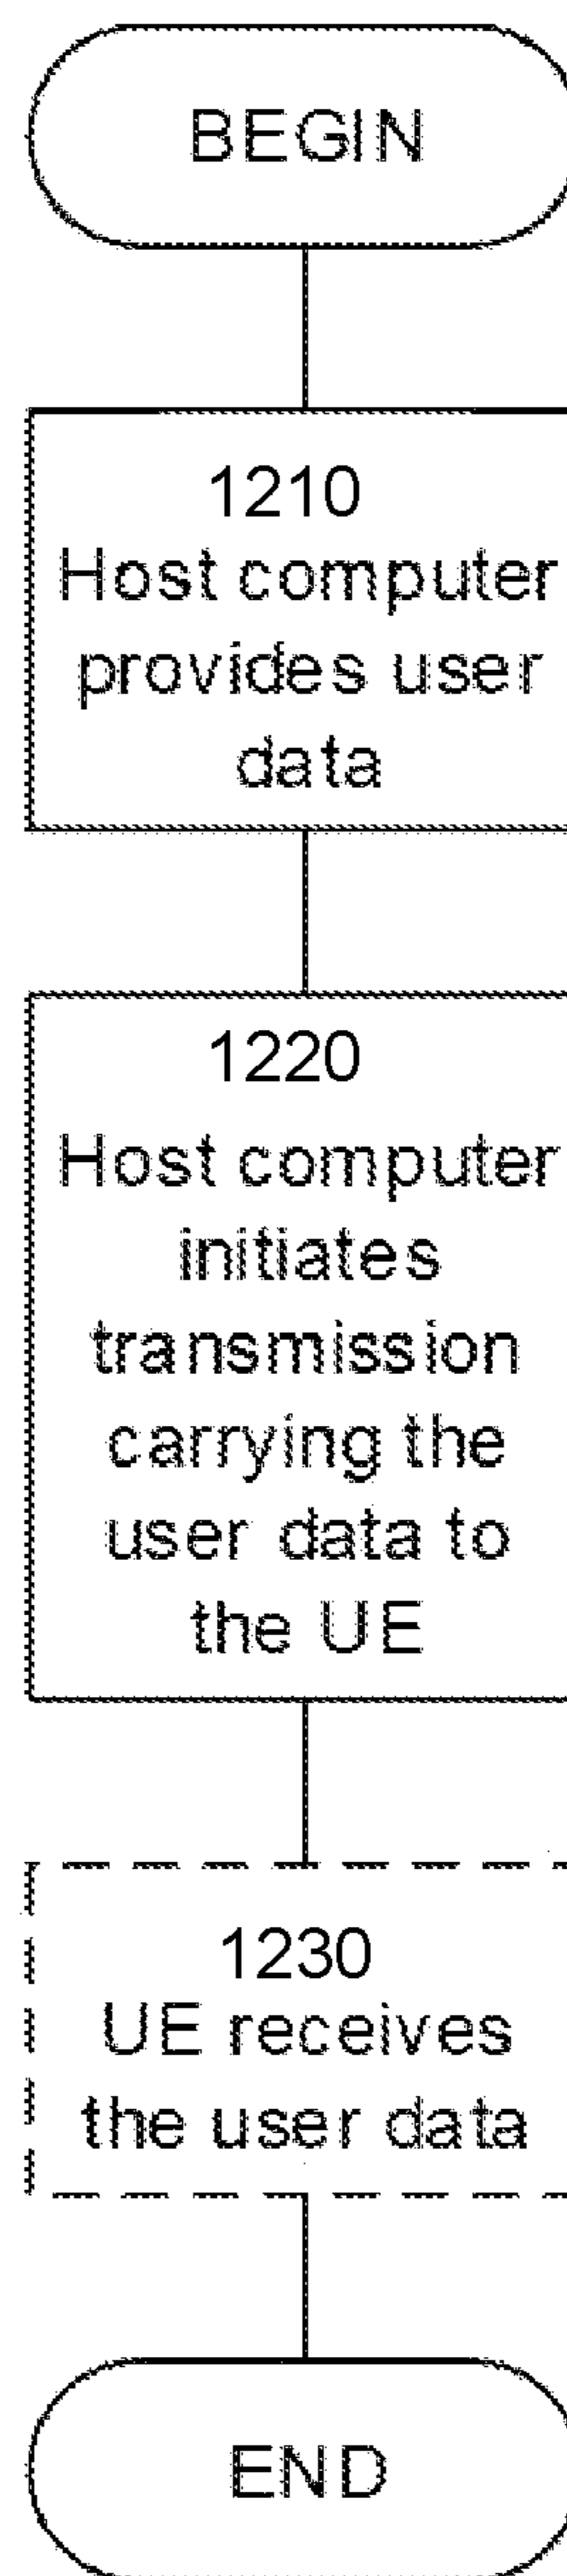 BEGIN
1210
Host computer
provides user
data
1220
Host computer
initiates
transmission
carrying the
user data to
the UE
1230
UE receives
the user data
END